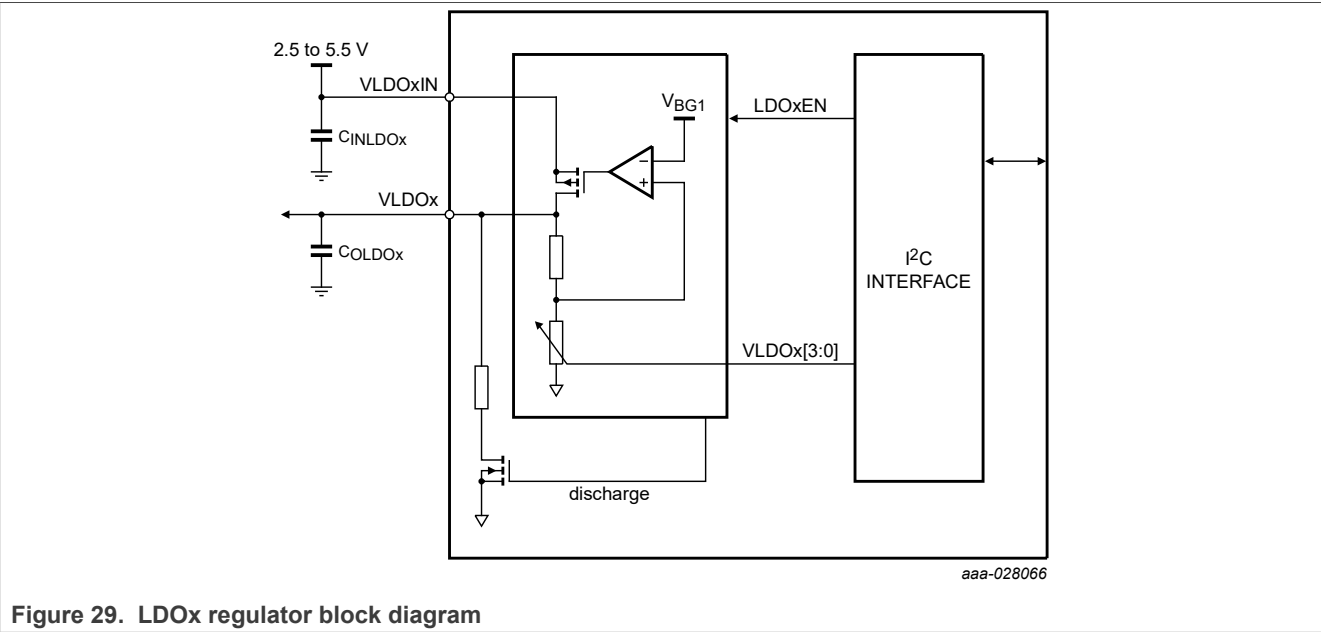 2.5 to 5.5 V
VLDOxIN
VBG1
LDOxEN
CINLDOx
−
+
VLDOx
COLDOx
I2C
INTERFACE
VLDOx[3:0]
discharge
aaa-028066
Figure 29. LDOx regulator block diagram